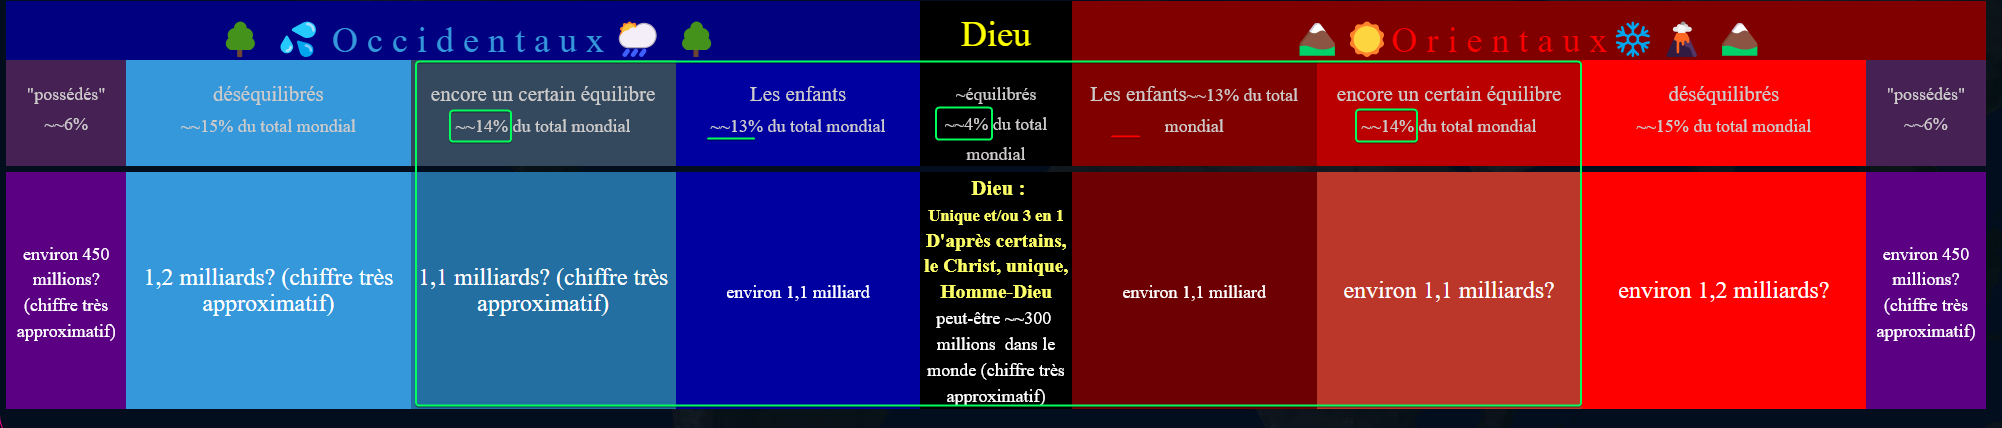 Occidentaux
Dieu
Orientaux
"possédés"
~~6%
déséquilibrés
~~15% du total mondial
encore un certain équilibre
~~14% du total mondial
Les enfants
~~13% du total mondial
~équilibrés
~~4% du total
mondial
Les enfants~~13% du total
mondial
encore un certain équilibre
~~14% du total mondial
déséquilibrés
~~15% du total mondial
"possédés"
~~6%
environ 450
millions?
(chiffre très
approximatif)
1,2 milliards? (chiffre très
approximatif)
1,1 milliards? (chiffre très
approximatif)
environ 1,1 milliard
Dieu :
Unique et/ou 3 en 1
D'après certains,
le Christ, unique,
Homme-Dieu
peut-être ~~300
millions dans le
monde (chiffre très
approximatif)
environ 1,1 milliard
environ 1,1 milliards?
environ 1,2 milliards?
environ 450
millions?
(chiffre très
approximatif)